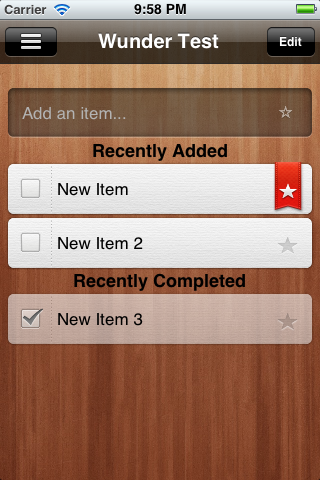 Carrier 9:58 PM
Wunder Test Edit
Add an item...
Recently Added
New Item
New Item 2
Recently Completed
New Item 3